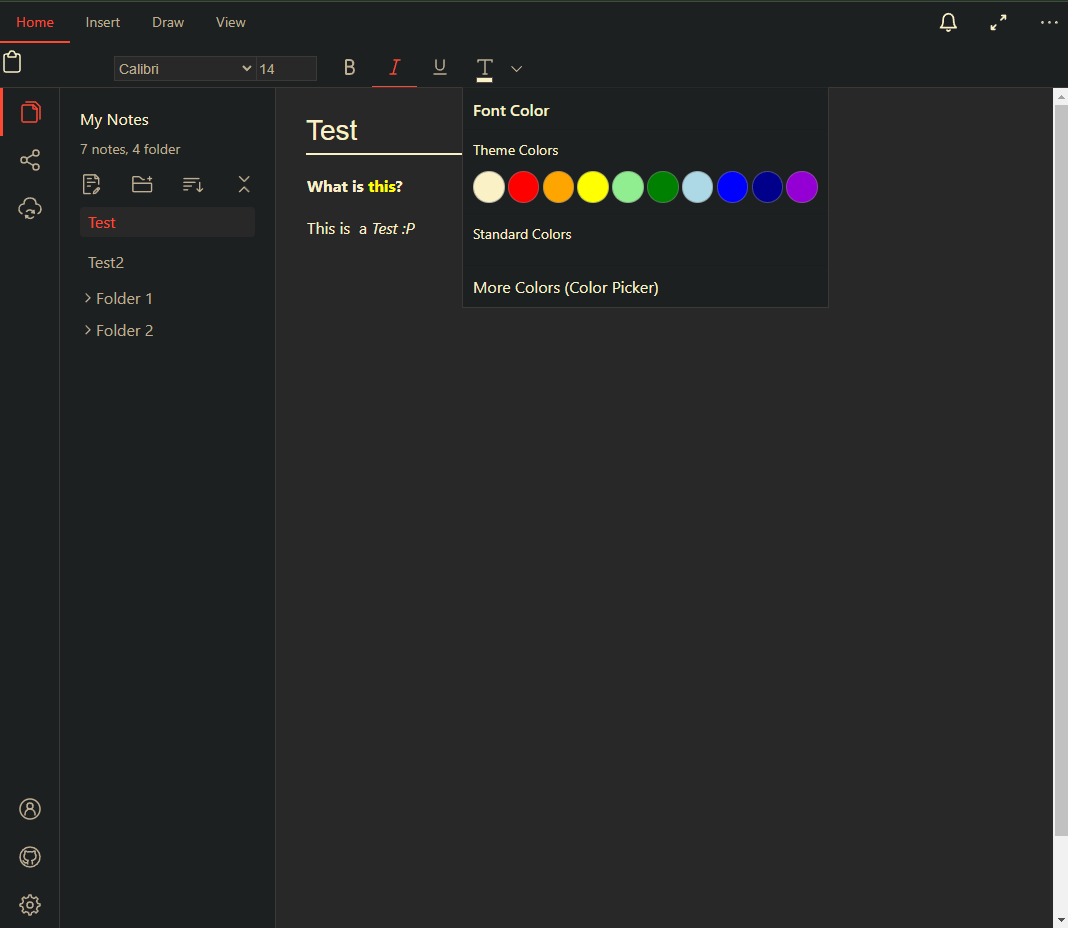 Home Insert Draw View
Calibri 14 B I U T
My Notes
7 notes, 4 folder
Test
Test2
Folder 1
Folder 2
Test
What is this?
This is  a Test :P
Font Color
Theme Colors
Standard Colors
More Colors (Color Picker)